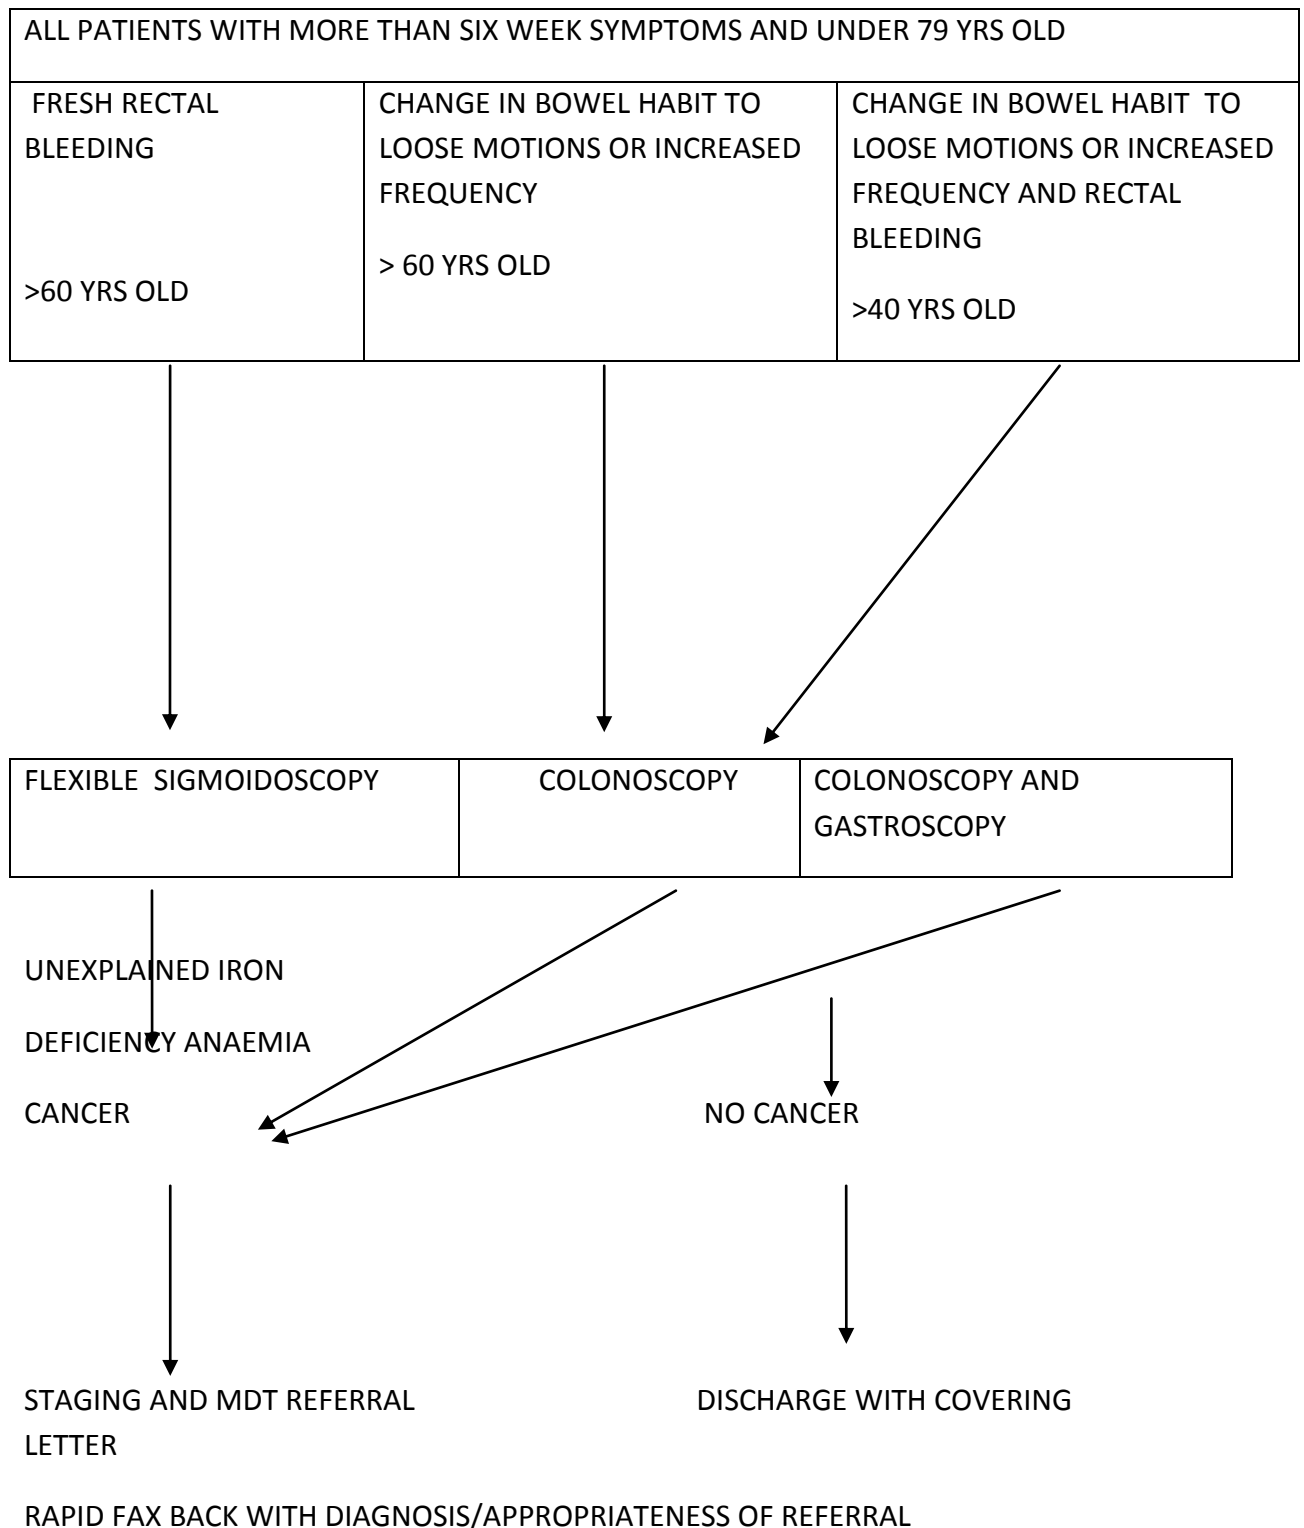 ALL PATIENTS WITH MORE THAN SIX WEEK SYMPTOMS AND UNDER 79 YRS OLD
FRESH RECTAL
BLEEDING
>60 YRS OLD
CHANGE IN BOWEL HABIT TO
LOOSE MOTIONS OR INCREASED
FREQUENCY
> 60 YRS OLD
CHANGE IN BOWEL HABIT TO
LOOSE MOTIONS OR INCREASED
FREQUENCY AND RECTAL
BLEEDING
>40 YRS OLD
FLEXIBLE SIGMOIDOSCOPY
COLONOSCOPY
COLONOSCOPY AND
GASTROSCOPY
UNEXPLAINED IRON
DEFICIENCY ANAEMIA
CANCER
NO CANCER
STAGING AND MDT REFERRAL DISCHARGE WITH COVERING
LETTER
RAPID FAX BACK WITH DIAGNOSIS/APPROPRIATENESS OF REFERRAL